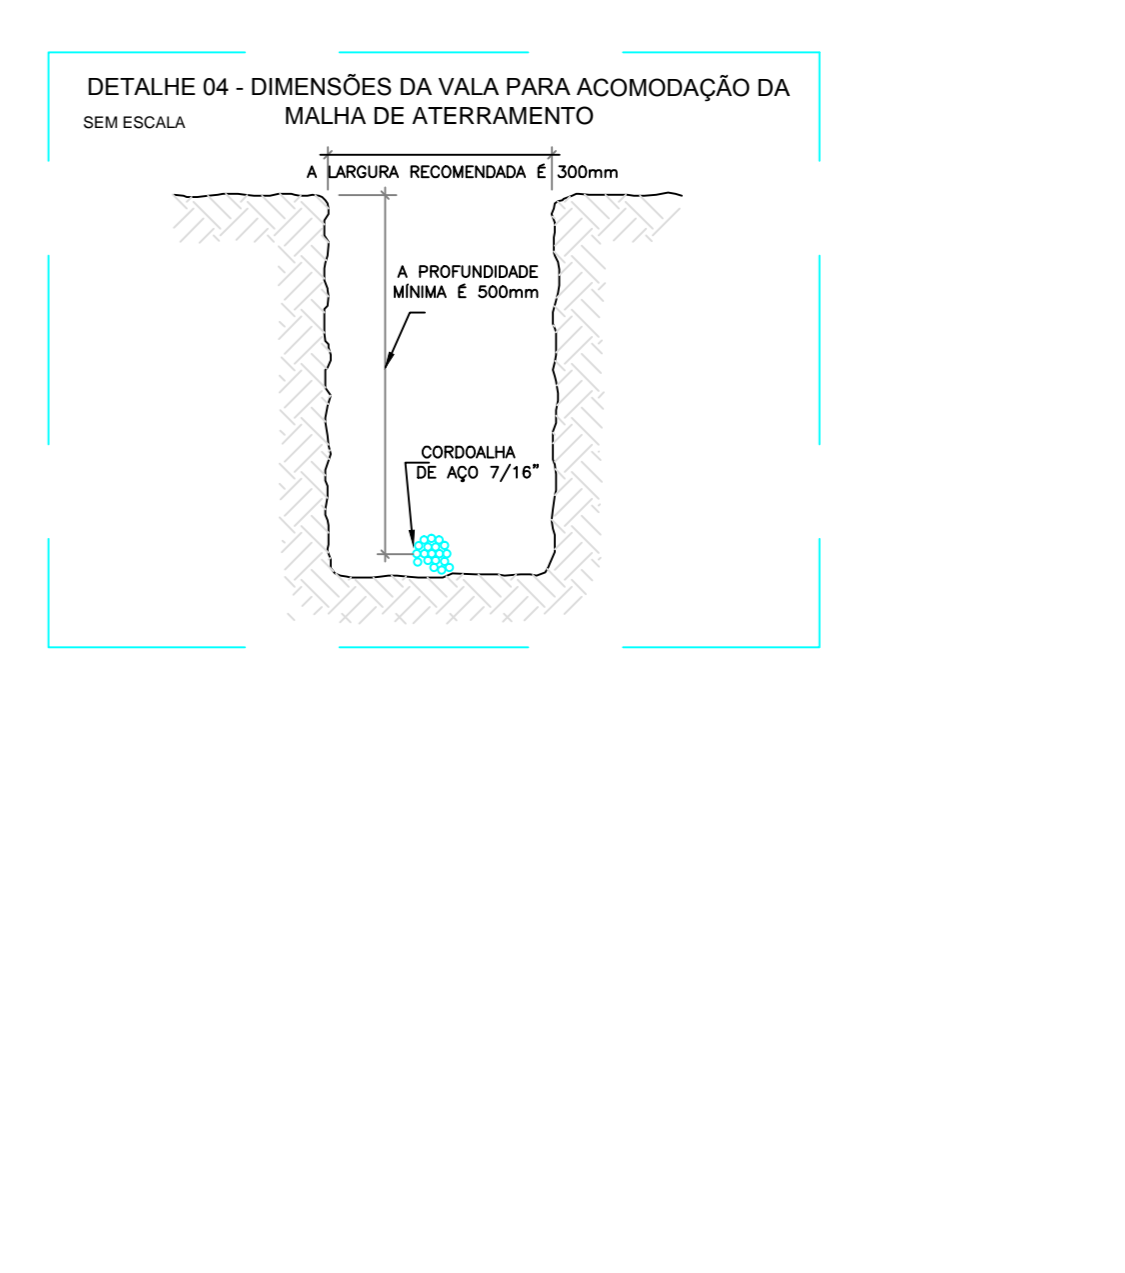 DETALHE 04 - DIMENSÕES DA VALA PARA ACOMODAÇÃO DA
MALHA DE ATERRAMENTO
SEM ESCALA
A LARGURA RECOMENDADA É 300mm
A PROFUNDIDADE
MÍNIMA É 500mm
CORDOALHA
DE AÇO 7/16”